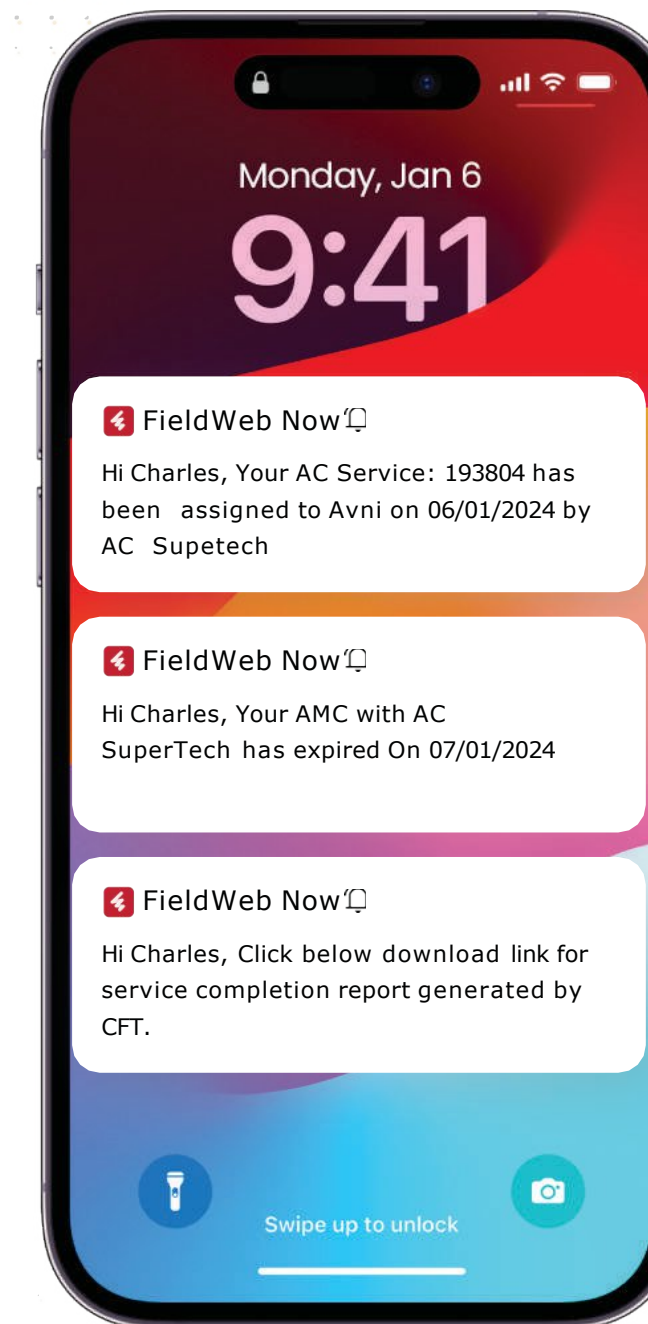 Monday, Jan 6
9:41
FieldWeb Now
Hi Charles, Your AC Service: 193804 has
been assigned to Avni on 06/01/2024 by
AC Supetech
FieldWeb Now
Hi Charles, Your AMC with AC
SuperTech has expired On 07/01/2024
FieldWeb Now
Hi Charles, Click below download link for
service completion report generated by
CFT.
Swipe up to unlock